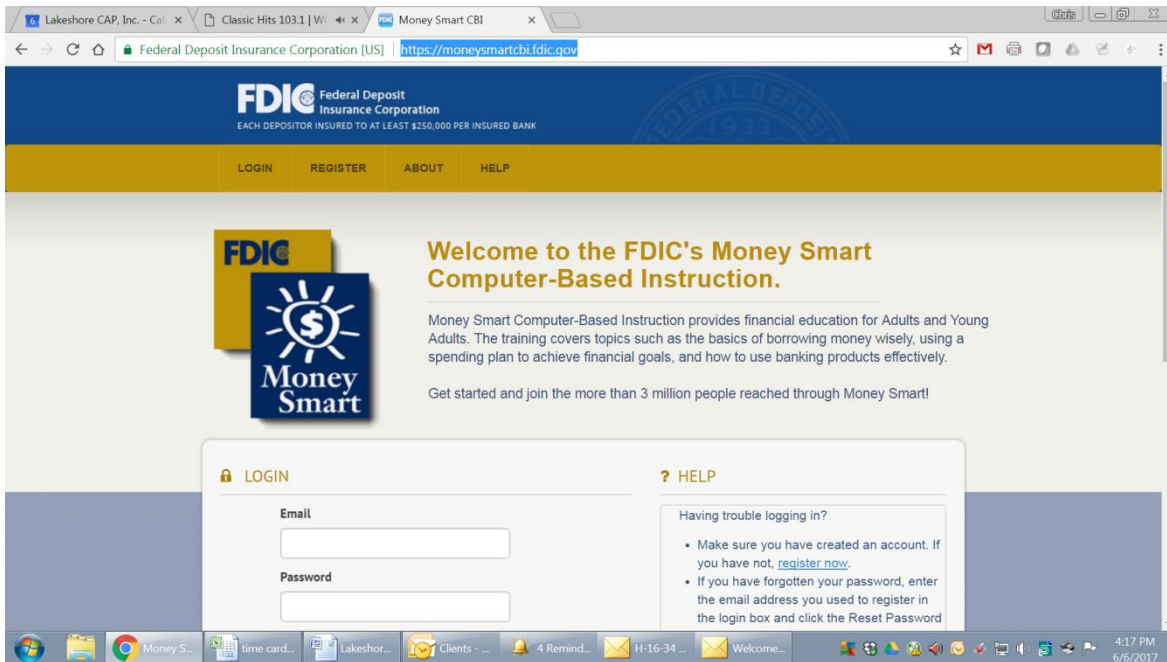 Lakeshore CAP, Inc. - Cal
Classic Hits 103.1 | W
Money Smart CBI
Chris
Federal Deposit Insurance Corporation [US] | https://moneysmartcbi.fdic.gov
FDIC Federal Deposit
Insurance Corporation
EACH DEPOSITOR INSURED TO AT LEAST $250,000 PER INSURED BANK
FEDERAL DEPOSIT
1933
LOGIN REGISTER ABOUT HELP
FDIC
Money
Smart
Welcome to the FDIC's Money Smart
Computer-Based Instruction.
Money Smart Computer-Based Instruction provides financial education for Adults and Young
Adults. The training covers topics such as the basics of borrowing money wisely, using a
spending plan to achieve financial goals, and how to use banking products effectively.
Get started and join the more than 3 million people reached through Money Smart!
LOGIN
Email
Password
? HELP
Having trouble logging in?
• Make sure you have created an account. If
you have not, register now.
• If you have forgotten your password, enter
the email address you used to register in
the login box and click the Reset Password
Money S...
time card...
Lakeshor...
Clients - ...
4 Remind...
H-16-34 ...
Welcome...
4:17 PM
6/6/2017